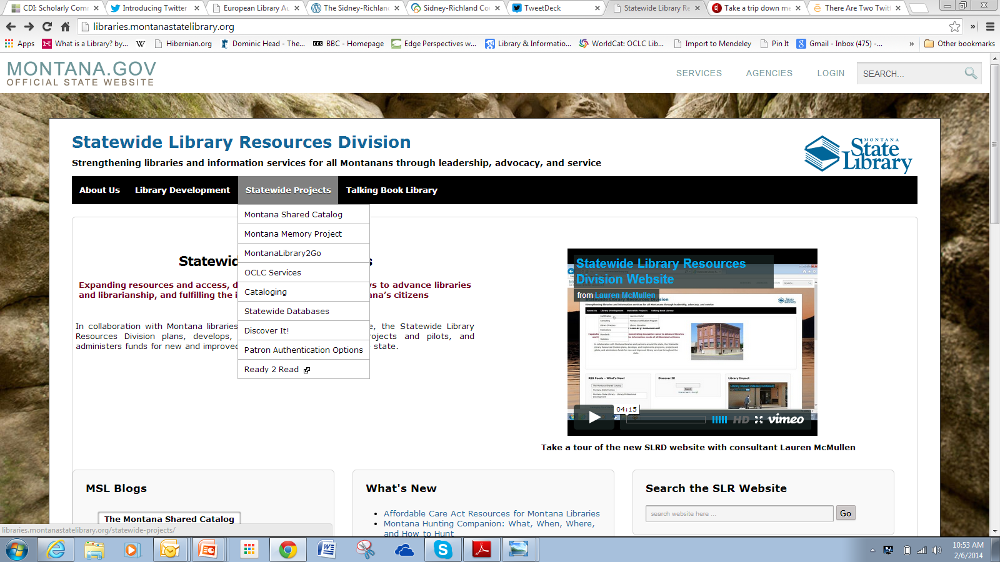 CDI: Scholarly Com
Introducing Twitter
European Library Au
The Sidney-Richlan
Sidney-Richland Co
TweetDeck
Statewide Library Re
Take a trip down me
There Are Two Twitt
libraries.montanastatelibrary.org
Apps
What is a Library? by...
W
Hibernian.org
Dominic Head - The...
BBC - Homepage
Edge Perspectives w...
Library & Informatio...
WorldCat: OCLC Lib...
Import to Mendeley
Pin It
Gmail - Inbox (475) -...
»
Other bookmarks
MONTANA.GOV
OFFICIAL STATE WEBSITE
SERVICES
AGENCIES
LOGIN
SEARCH...
Statewide Library Resources Division
Strengthening libraries and information services for all Montanans through leadership, advocacy, and service
MONTANA
State
Library
About Us
Library Development
Statewide Projects
Talking Book Library
Montana Shared Catalog
Montana Memory Project
MontanaLibrary2Go
OCLC Services
Cataloging
Statewide Databases
Discover It!
Patron Authentication Options
Ready 2 Read
Statewid s
Expanding resources and access, d ys to advance libraries
and librarianship, and fulfilling the i na's citizens
In collaboration with Montana libraries e, the Statewide Library
Resources Division plans, develops, rojects and pilots, and
administers funds for new and improved state.
Statewide Library Resources
Division Website
from Lauren McMullen
04:15
HD
vimeo
Take a tour of the new SLRD website with consultant Lauren McMullen
MSL Blogs
The Montana Shared Catalog
What's New
Affordable Care Act Resources for Montana Libraries
Montana Hunting Companion: What, When, Where,
and How to Hunt
Search the SLR Website
search website here ...
Go
libraries.montanastatelibrary.org/statewide-projects/
10:53 AM
2/6/2014